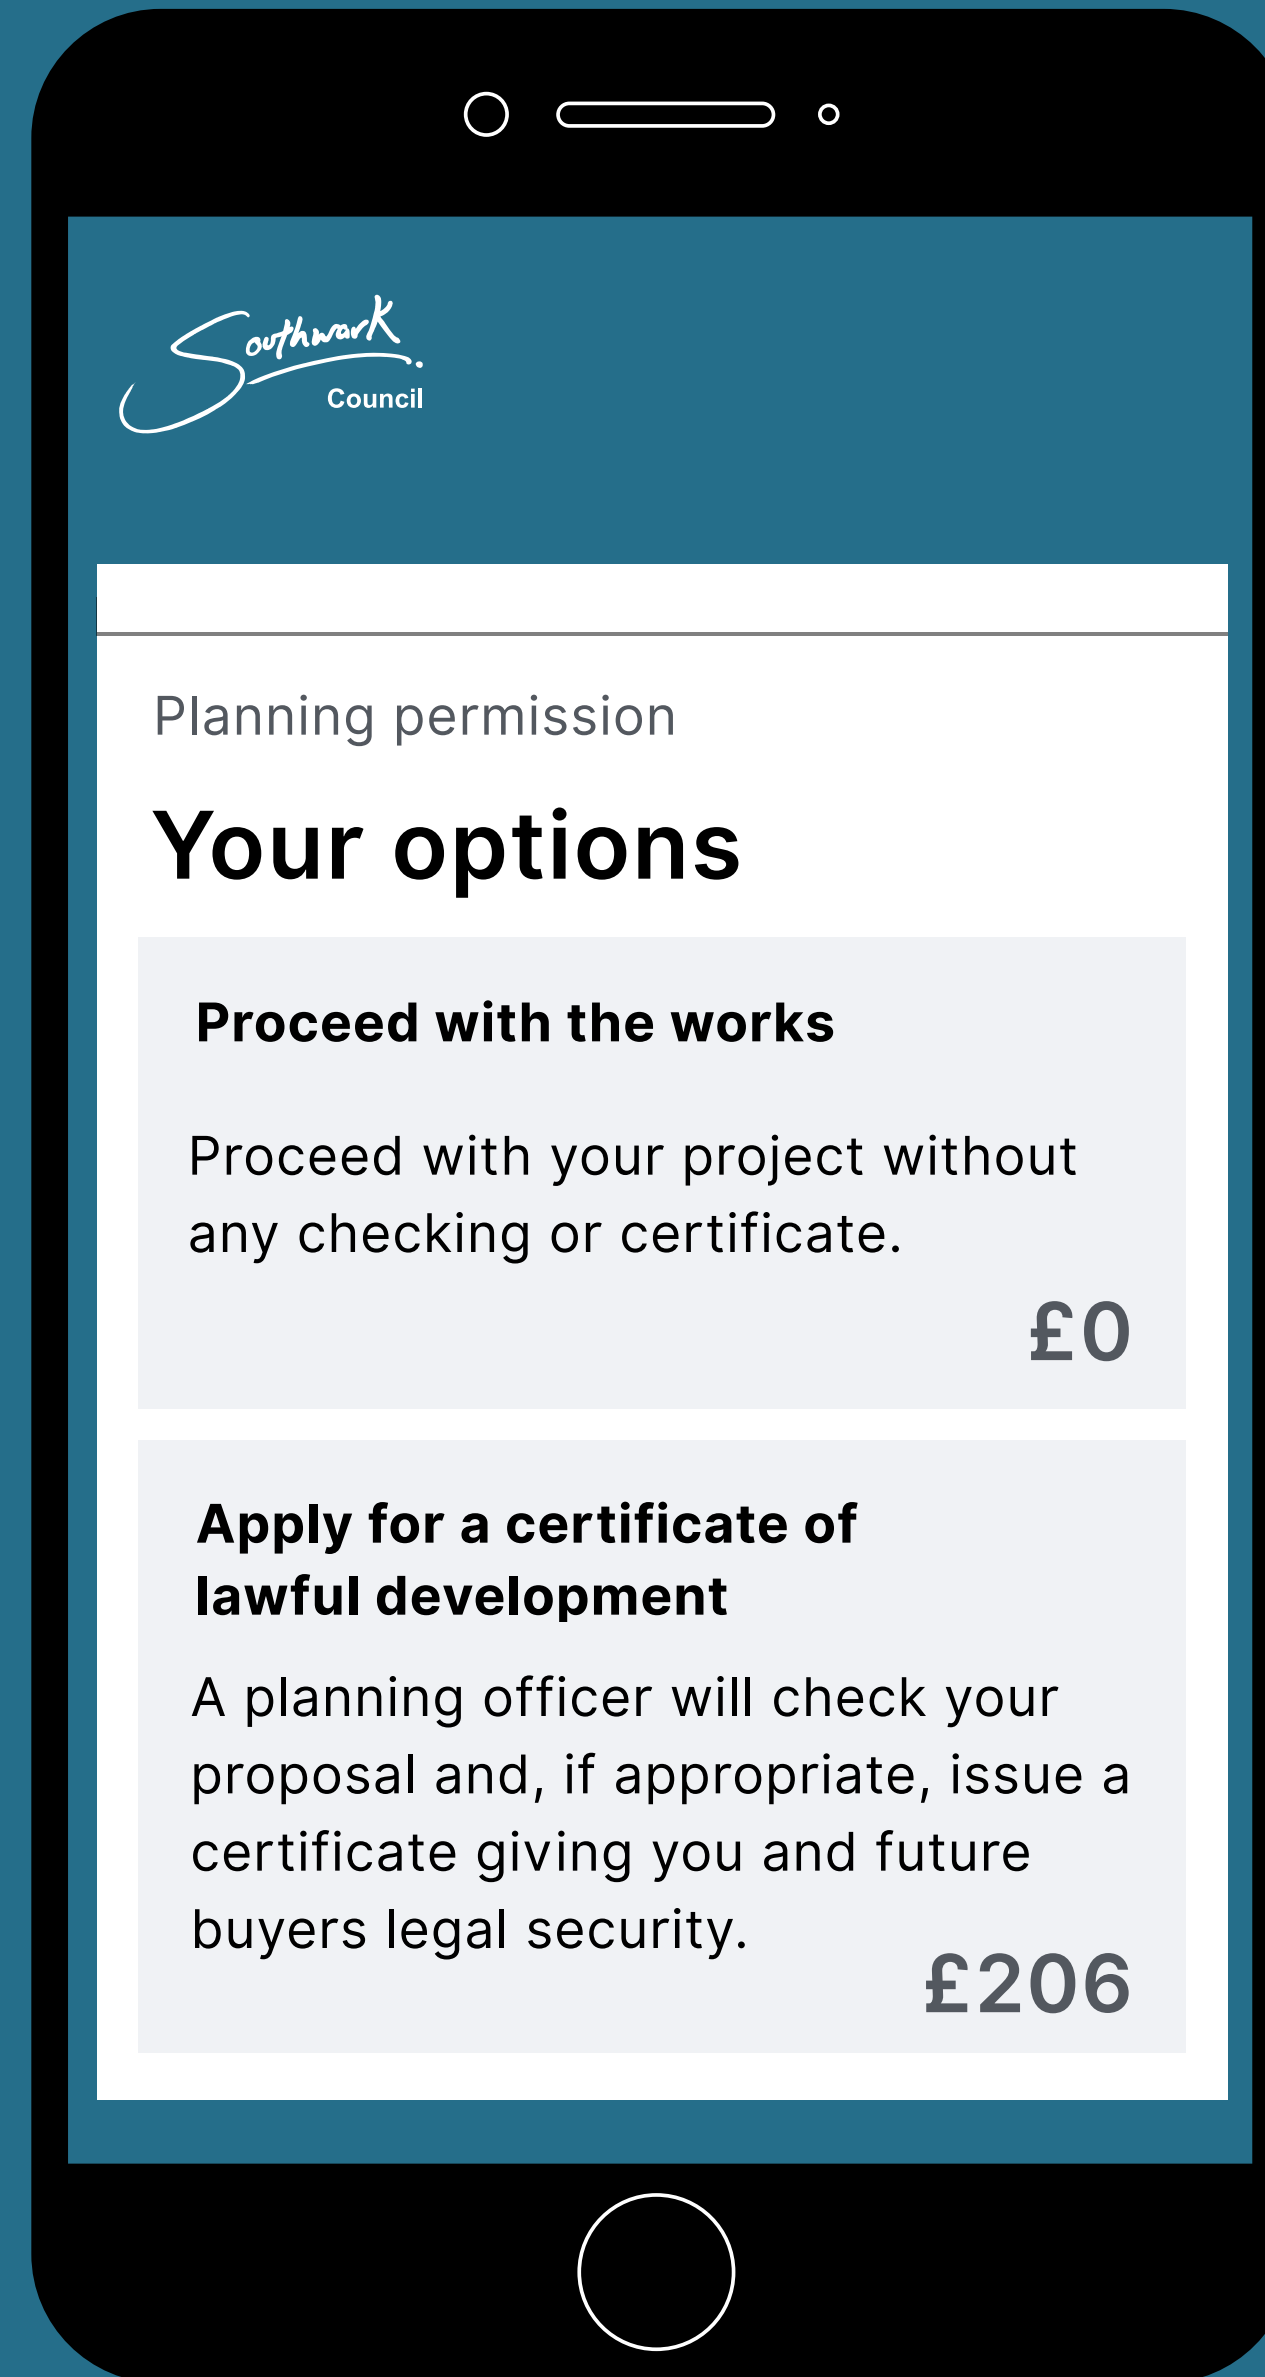 Southwark
Council
Planning permission
Your options
Proceed with the works
Proceed with your project without
any checking or certificate.
£0
Apply for a certificate of
lawful development
A planning officer will check your
proposal and, if appropriate, issue a
certificate giving you and future
buyers legal security.
£206